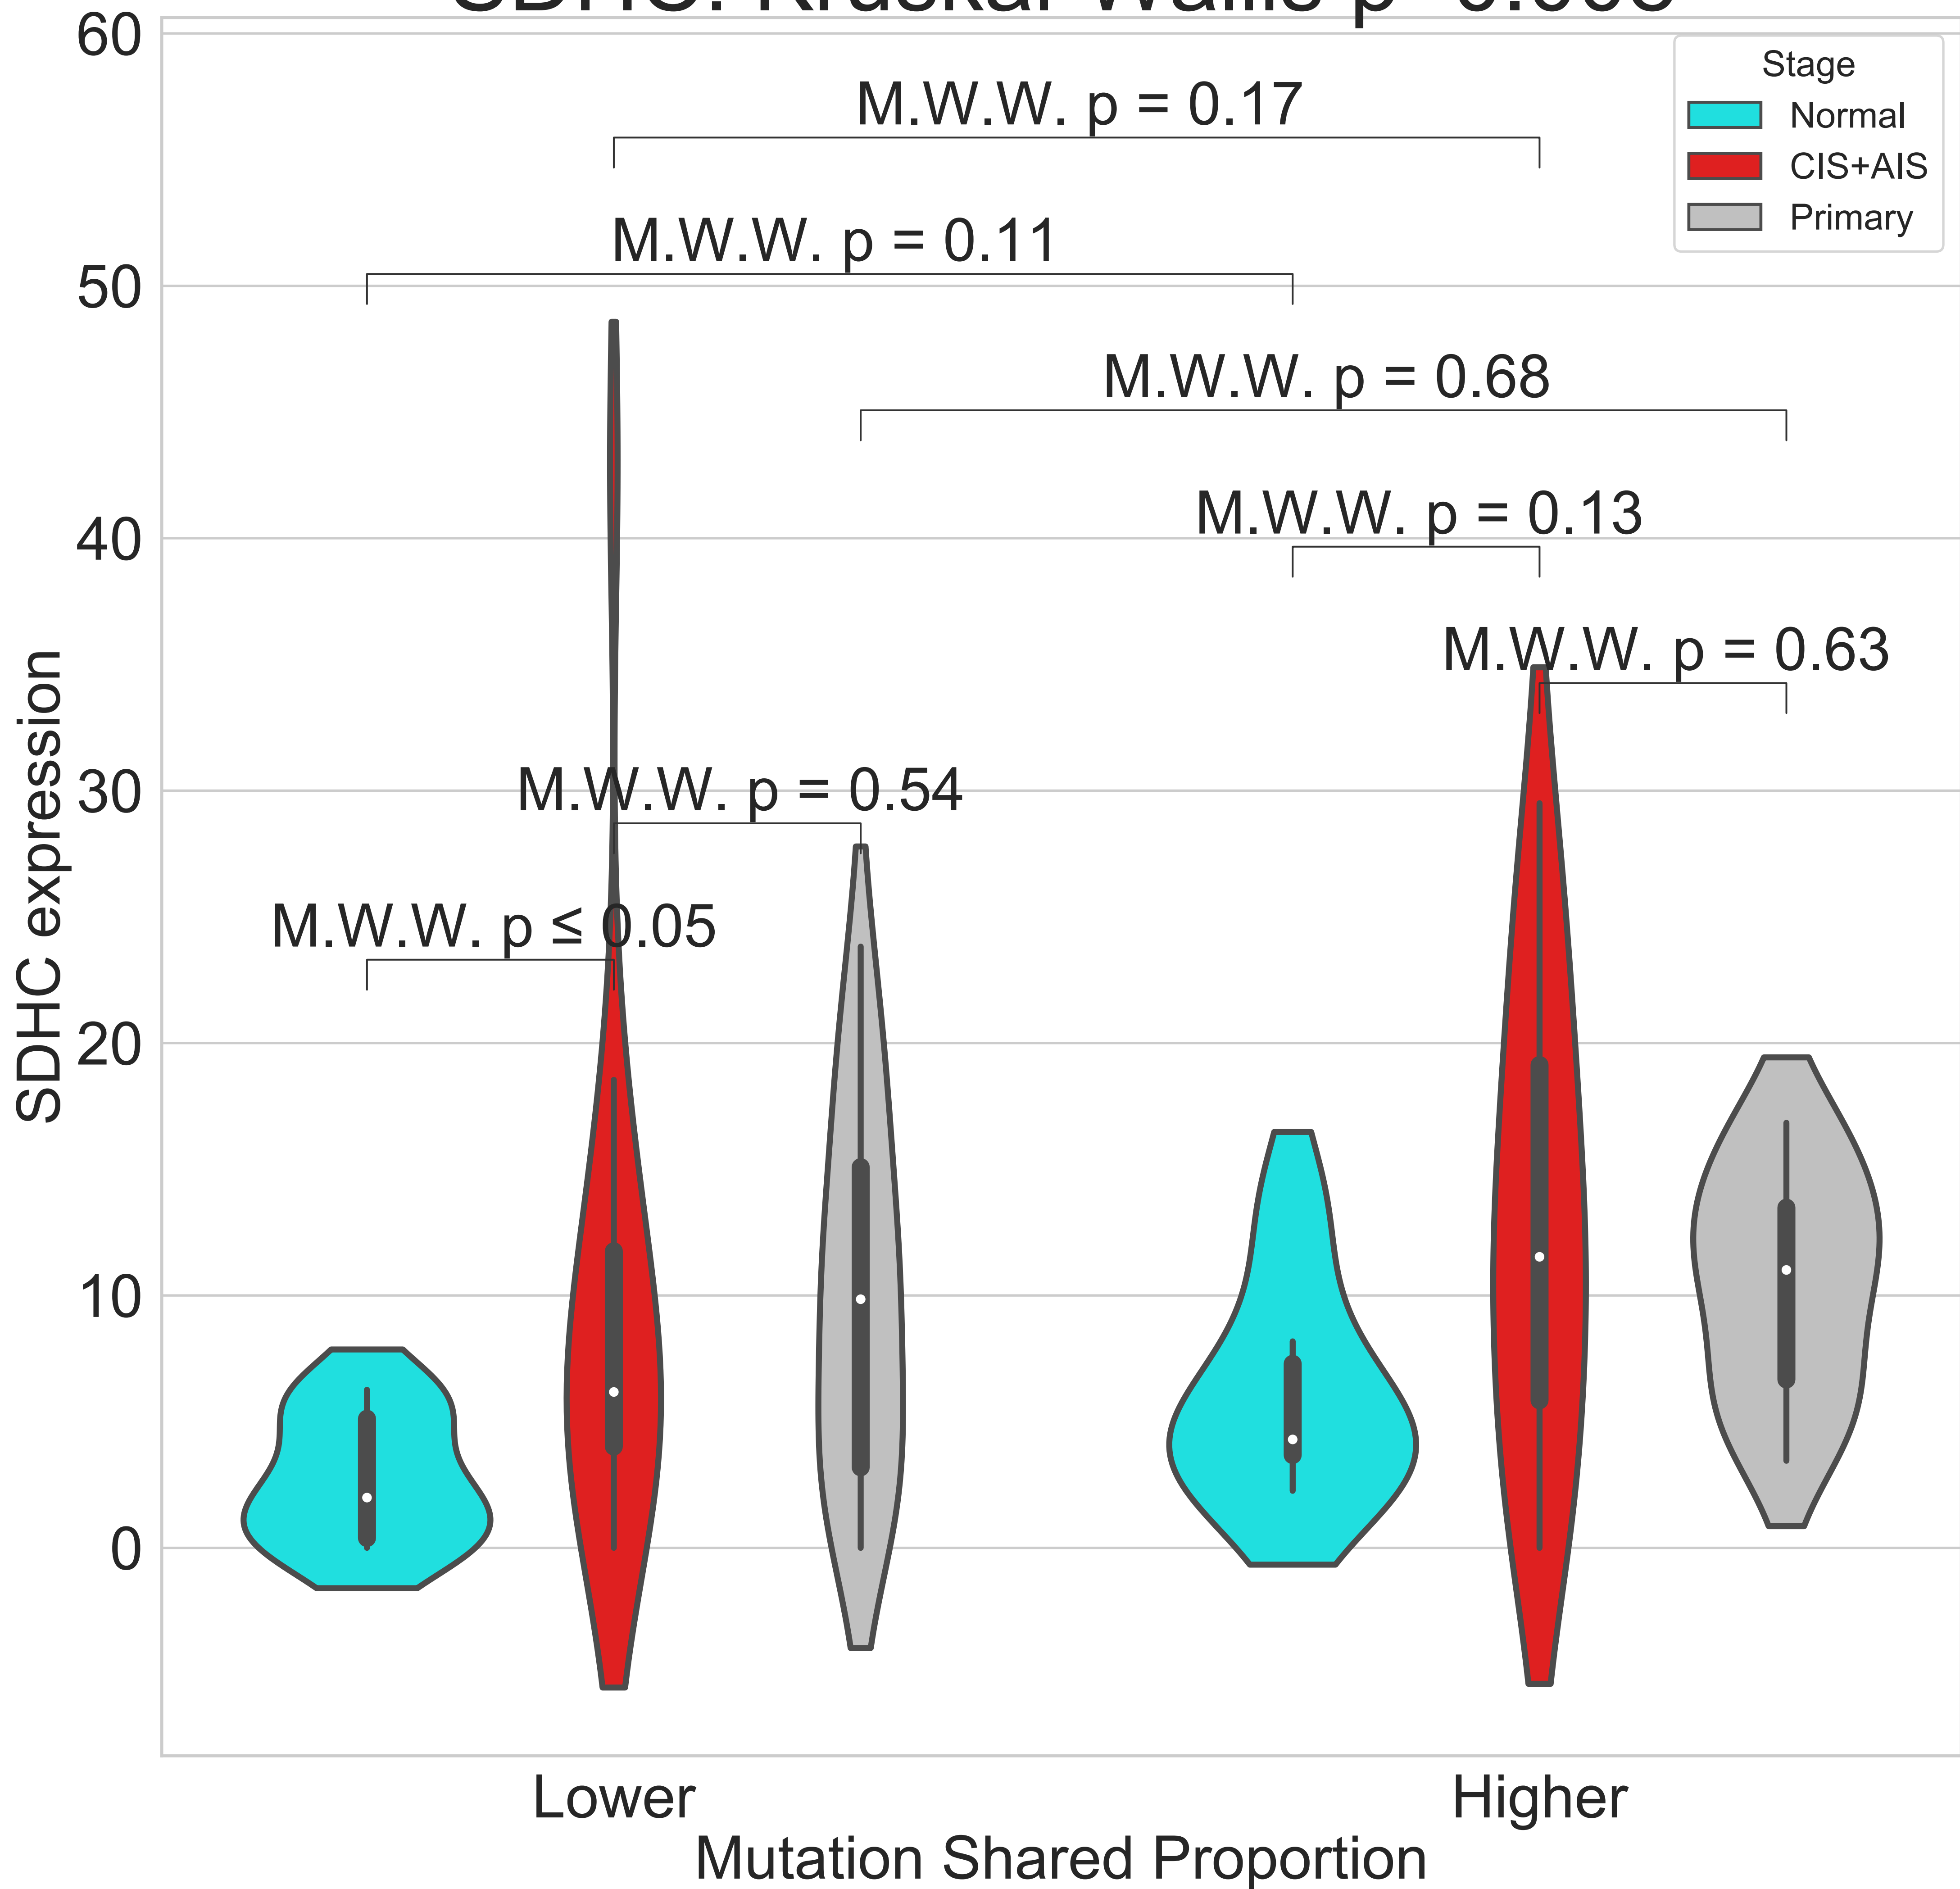 60
Stage
Normal
CIS+AIS
Primary
M.W.W. p = 0.17
M.W.W. p = 0.11
50
M.W.W. p = 0.68
M.W.W. p = 0.13
40
M.W.W. p = 0.63
M.W.W. p = 0.54
30
M.W.W. p ≤ 0.05
20
10
0
SDHC expression
Lower
Higher
Mutation Shared Proportion